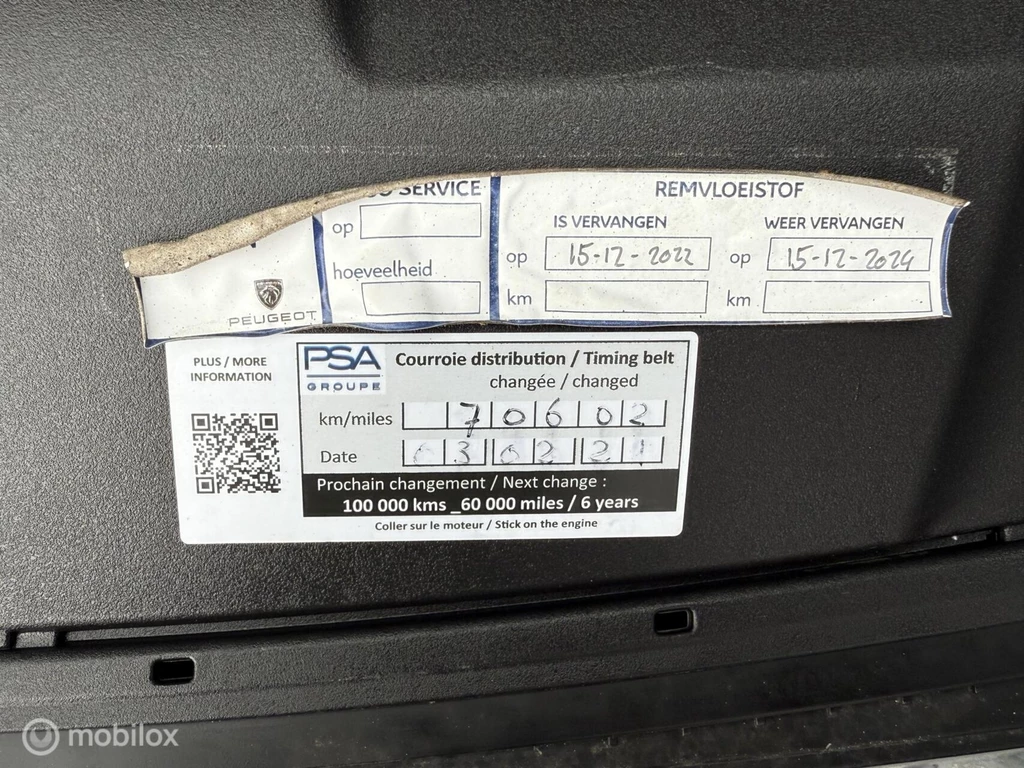 SERVICE
op
hoeveelheid
PEUGEOT
REMVLOEISTOF
IS VERVANGEN WEER VERVANGEN
op 15-12-2022 op 15-12-2024
km km
PLUS / MORE
INFORMATION
PSA
GROUPE
Courroie distribution / Timing belt
changée / changed
km/miles 70602
Date 030221
Prochain changement / Next change :
100 000 kms _60 000 miles / 6 years
Coller sur le moteur / Stick on the engine
mobilox